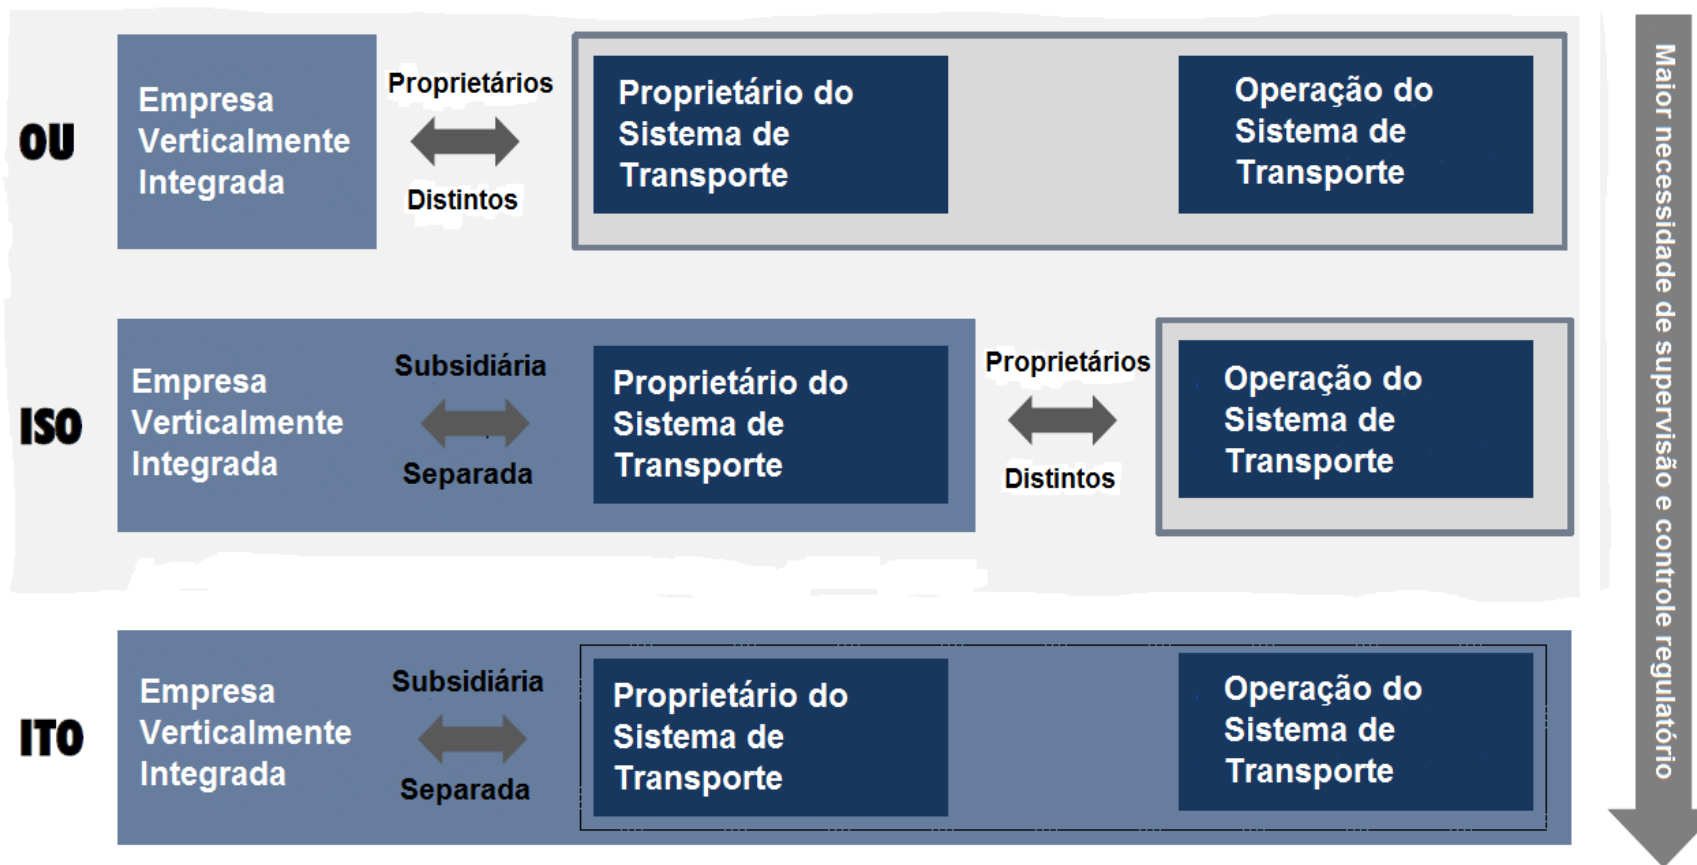 OU
Empresa
Verticalmente
Integrada
Proprietários
Distintos
Proprietário do
Sistema de
Transporte
Operação do
Sistema de
Transporte
ISO
Empresa
Verticalmente
Integrada
Subsidiária
Separada
Proprietário do
Sistema de
Transporte
Proprietários
Distintos
Operação do
Sistema de
Transporte
ITO
Empresa
Verticalmente
Integrada
Subsidiária
Separada
Proprietário do
Sistema de
Transporte
Operação do
Sistema de
Transporte
Maior necessidade de supervisão e controle regulatório